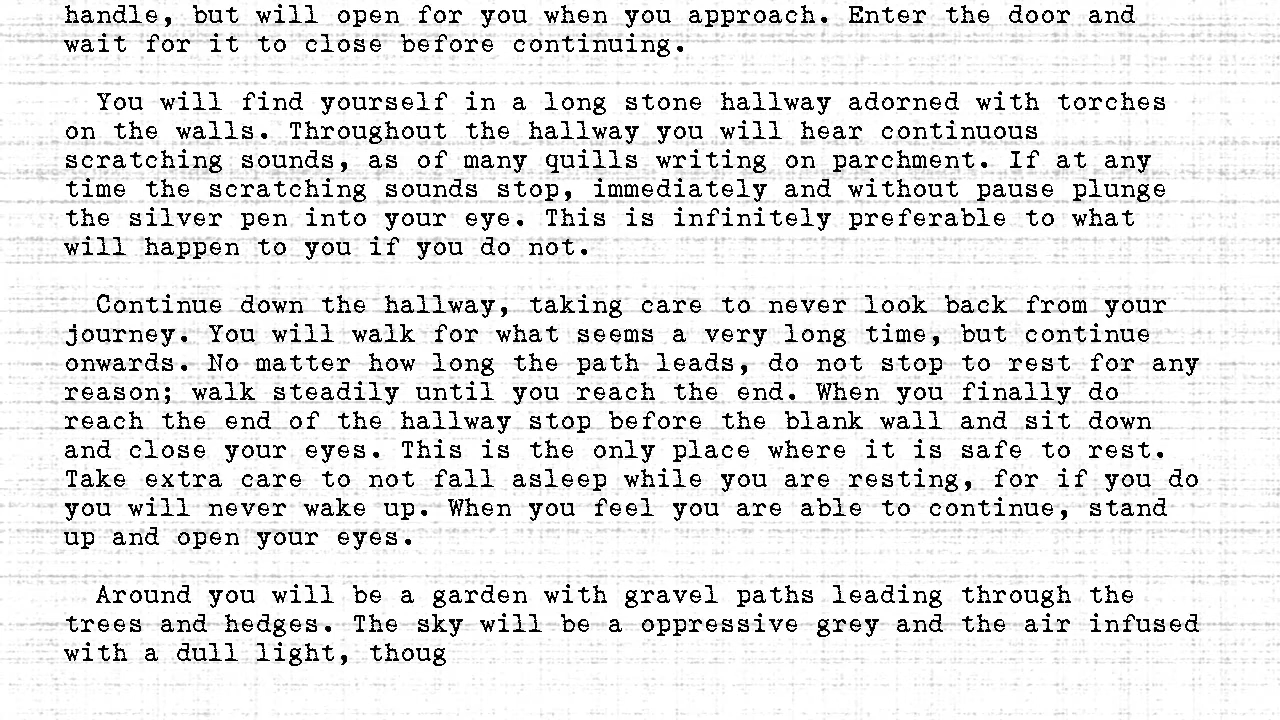 handle, but will open for you when you approach. Enter the door and
wait for it to close before continuing.
You will find yourself in a long stone hallway adorned with torches
on the walls. Throughout the hallway you will hear continuous
scratching sounds, as of many quills writing on parchment. If at any
time the scratching sounds stop, immediately and without pause plunge
the silver pen into your eye. This is infinitely preferable to what
will happen to you if you do not.
Continue down the hallway, taking care to never look back from your
journey. You will walk for what seems a very long time, but continue
onwards. No matter how long the path leads, do not stop to rest for any
reason; walk steadily until you reach the end. When you finally do
reach the end of the hallway stop before the blank wall and sit down
and close your eyes. This is the only place where it is safe to rest.
Take extra care to not fall asleep while you are resting, for if you do
you will never wake up. When you feel you are able to continue, stand
up and open your eyes.
Around you will be a garden with gravel paths leading through the
trees and hedges. The sky will be a oppressive grey and the air infused
with a dull light, thoug